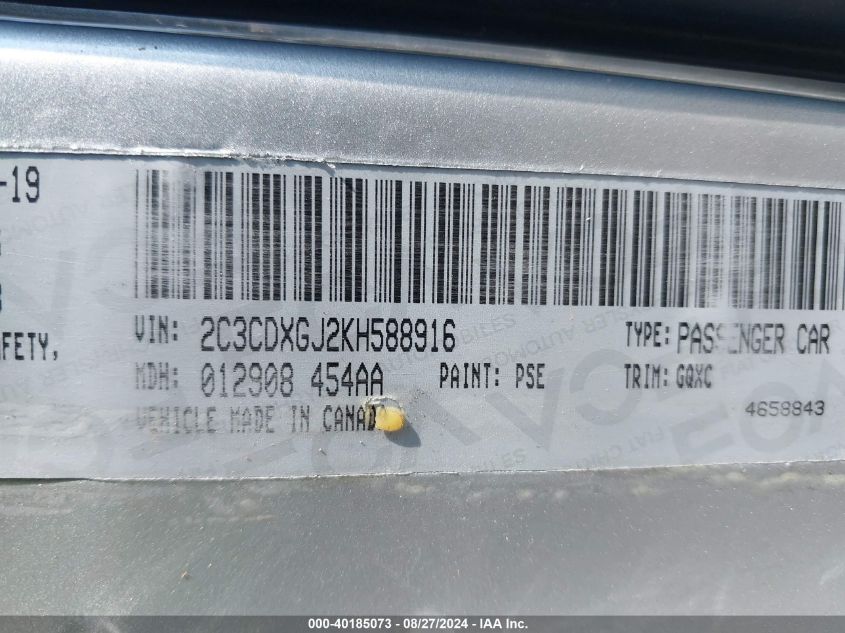 -19
FETY,
VIN: 2C3CDXGJ2KH588916 TYPE: PASSENGER CAR
MDH: 012908 454AA PAINT: PSE TRIM: GQXC
VEHICLE MADE IN CANADA 4658843
000-40185073 - 08/27/2024 - IAA Inc.